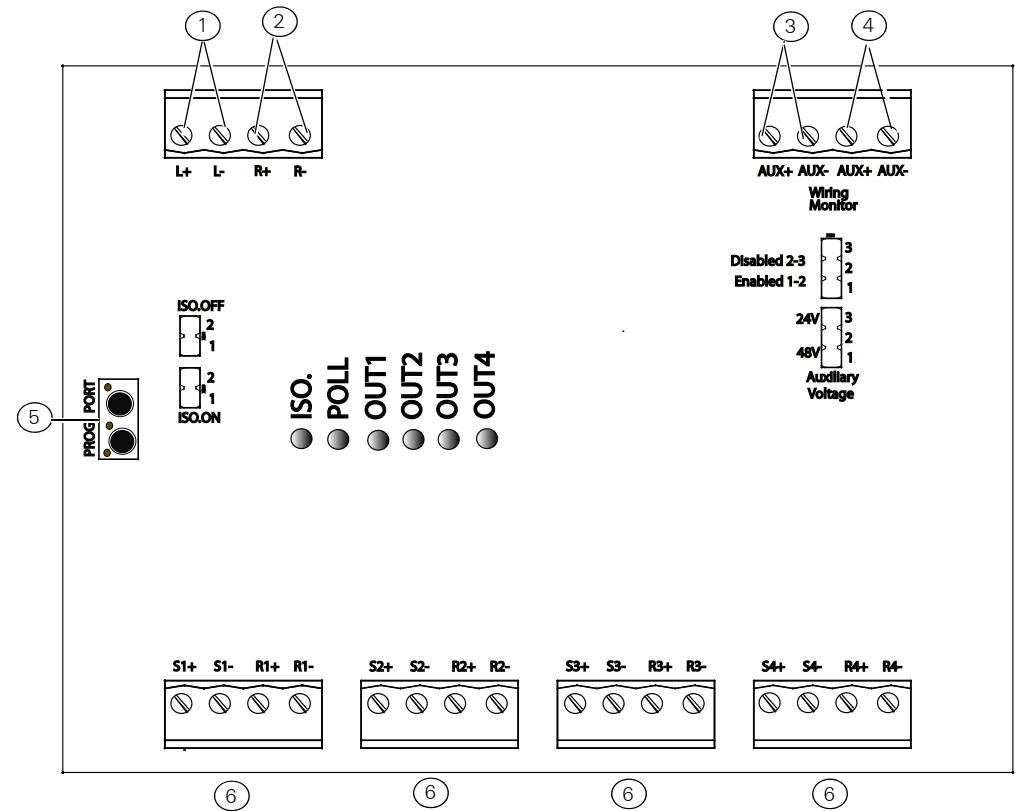 1 2 3 4
L+ L- R+ R-
AUX+ AUX- AUX+ AUX-
Wiring
Monitor
Disabled 2-3
Enabled 1-2
3
2
1
24V
48V
3
2
1
Auxiliary
Voltage
ISO.OFF
2
1
2
1
ISO.ON
5
PROG PORT
ISO.
POLL
OUT1
OUT2
OUT3
OUT4
S1+ S1- R1+ R1-
S2+ S2- R2+ R2-
S3+ S3- R3+ R3-
S4+ S4- R4+ R4-
6 6 6 6